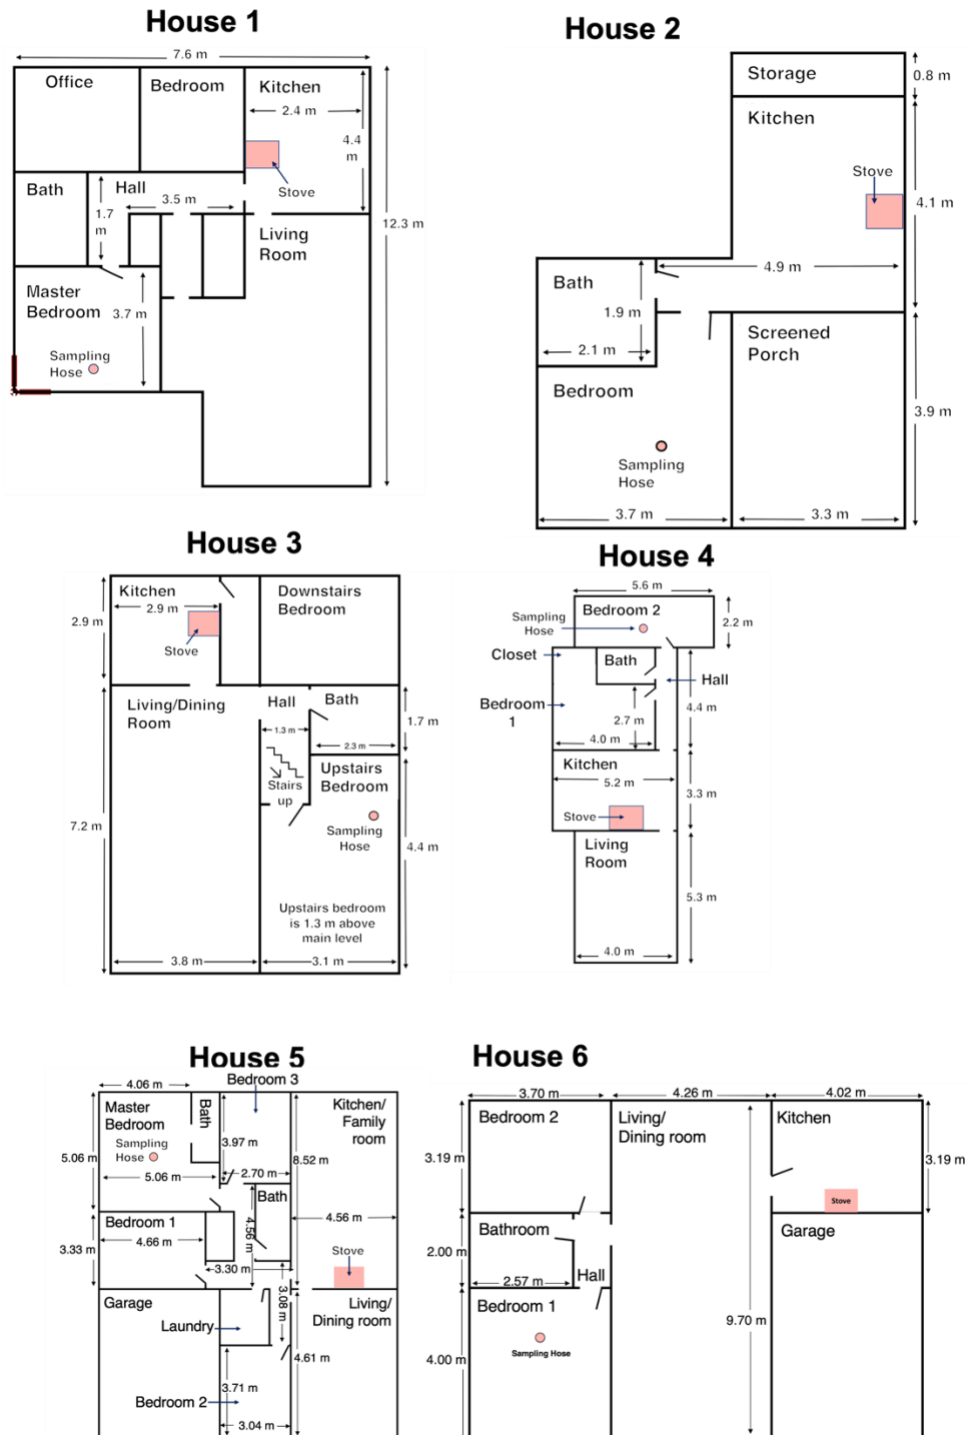 House 1
7.6 m
Office
Bedroom
Kitchen
2.4 m
4.4
m
Stove
Bath
Hall
3.5 m
1.7
m
12.3 m
Living
Room
Master
Bedroom
3.7 m
Sampling
Hose
House 2
Storage
0.8 m
Kitchen
Stove
4.1 m
4.9 m
Bath
1.9 m
2.1 m
Screened
Porch
Bedroom
3.9 m
Sampling
Hose
3.7 m
3.3 m
House 3
Kitchen
2.9 m
2.9 m
Stove
Downstairs
Bedroom
Living/Dining
Room
Hall
Bath
1.7 m
1.3 m
2.3 m
Stairs
up
Upstairs
Bedroom
Sampling
Hose
7.2 m
4.4 m
Upstairs bedroom
is 1.3 m above
main level
3.8 m
3.1 m
House 4
5.6 m
Bedroom 2
Sampling
Hose
2.2 m
Closet
Bath
Hall
Bedroom
1
2.7 m
4.4 m
4.0 m
Kitchen
5.2 m
3.3 m
Stove
Living
Room
5.3 m
4.0 m
House 5
4.06 m
Bedroom 3
Master
Bedroom
Bath
Kitchen/
Family
room
Sampling
Hose
3.97 m
5.06 m
8.52 m
5.06 m
2.70 m
Bath
Bedroom 1
4.56 m
4.56 m
4.66 m
3.33 m
Stove
3.30 m
3.08 m
Garage
Living/
Dining room
Laundry
4.61 m
3.71 m
Bedroom 2
3.04 m
House 6
3.70 m
4.26 m
4.02 m
Bedroom 2
Living/
Dining room
Kitchen
3.19 m
3.19 m
Stove
Bathroom
Garage
2.00 m
2.57 m
Hall
Bedroom 1
9.70 m
Sampling Hose
4.00 m